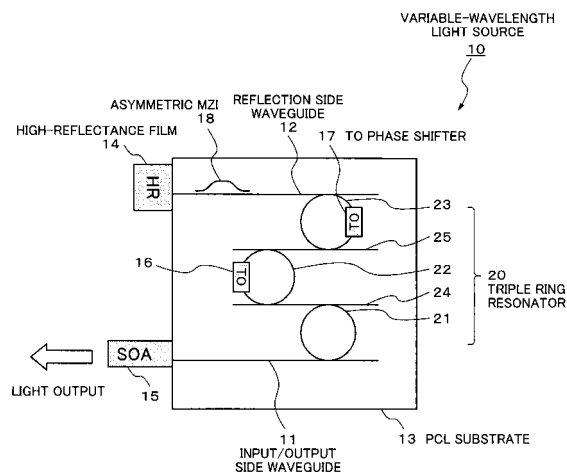 VARIABLE-WAVELENGTH
LIGHT SOURCE
10
ASYMMETRIC MZI
18
REFLECTION SIDE
WAVEGUIDE
12
17 TO PHASE SHIFTER
HIGH-REFLECTANCE FILM
14
HR
TO
23
25
16
TO
22
20
TRIPLE RING
RESONATOR
24
21
SOA
LIGHT OUTPUT
15
11
INPUT/OUTPUT
SIDE WAVEGUIDE
13 PCL SUBSTRATE